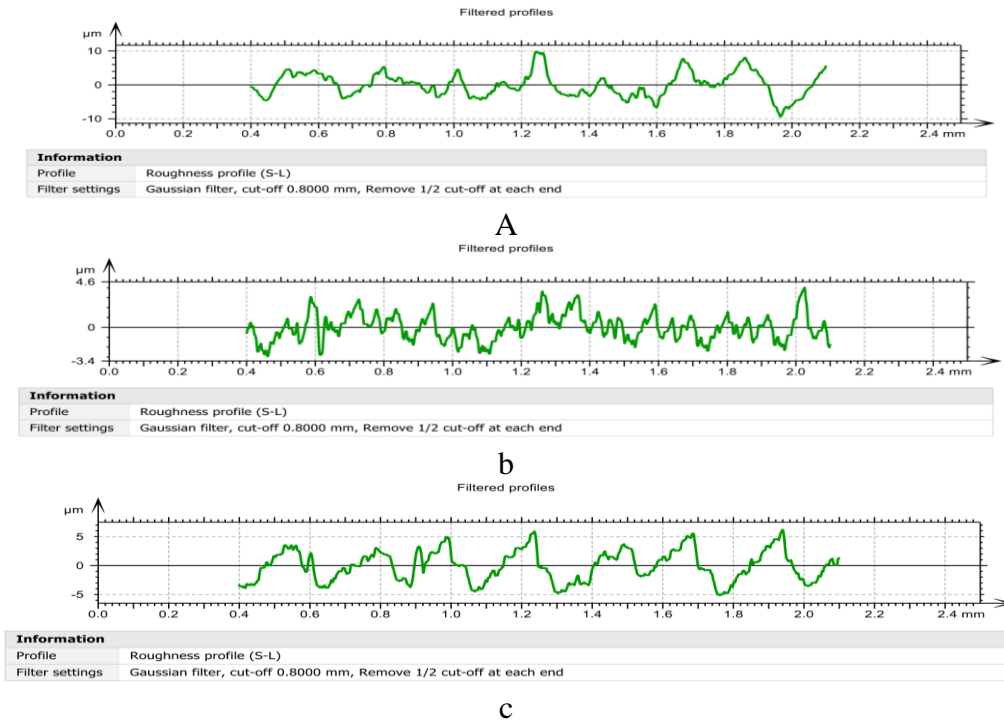 Filtered profiles
µm
10
0
-10
0.0 0.2 0.4 0.6 0.8 1.0 1.2 1.4 1.6 1.8 2.0 2.2 2.4 mm
Information
Profile Roughness profile (S-L)
Filter settings Gaussian filter, cut-off 0.8000 mm, Remove 1/2 cut-off at each end
A
Filtered profiles
µm
4.6
0
-3.4
0.0 0.2 0.4 0.6 0.8 1.0 1.2 1.4 1.6 1.8 2.0 2.2 2.4 mm
Information
Profile Roughness profile (S-L)
Filter settings Gaussian filter, cut-off 0.8000 mm, Remove 1/2 cut-off at each end
b
Filtered profiles
µm
5
0
-5
0.0 0.2 0.4 0.6 0.8 1.0 1.2 1.4 1.6 1.8 2.0 2.2 2.4 mm
Information
Profile Roughness profile (S-L)
Filter settings Gaussian filter, cut-off 0.8000 mm, Remove 1/2 cut-off at each end
c